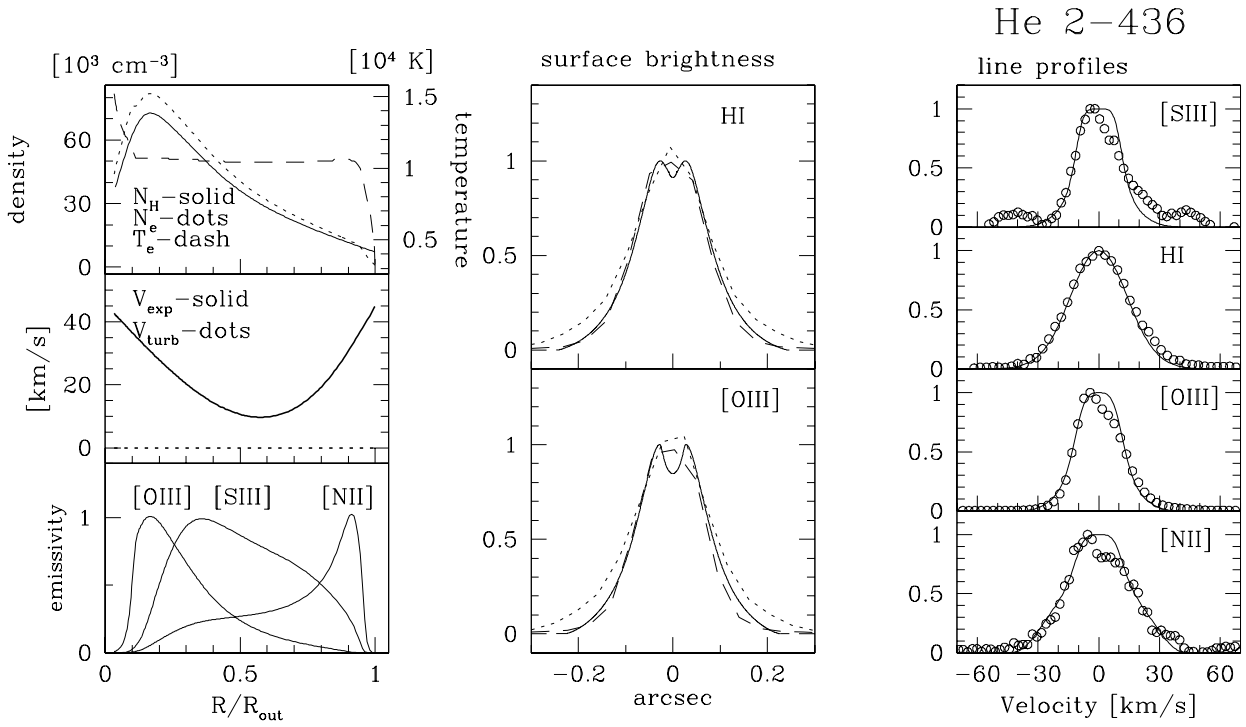 He 2-436
[10³ cm⁻³]
[10⁴ K]
surface brightness
line profiles
density
60
30
0
1.5
1
0.5
temperature
N_H-solid
N_e-dots
T_e-dash
[km/s]
40
20
0
V_exp-solid
V_turb-dots
emissivity
1
0
[OIII] [SIII] [NII]
0 0.5 1
R/R_out
HI
1
0.5
0
[OIII]
1
0.5
0
-0.2 0 0.2
arcsec
[SIII]
1
0.5
0
HI
1
0.5
0
[OIII]
1
0.5
0
[NII]
1
0.5
0
-60 -30 0 30 60
Velocity [km/s]